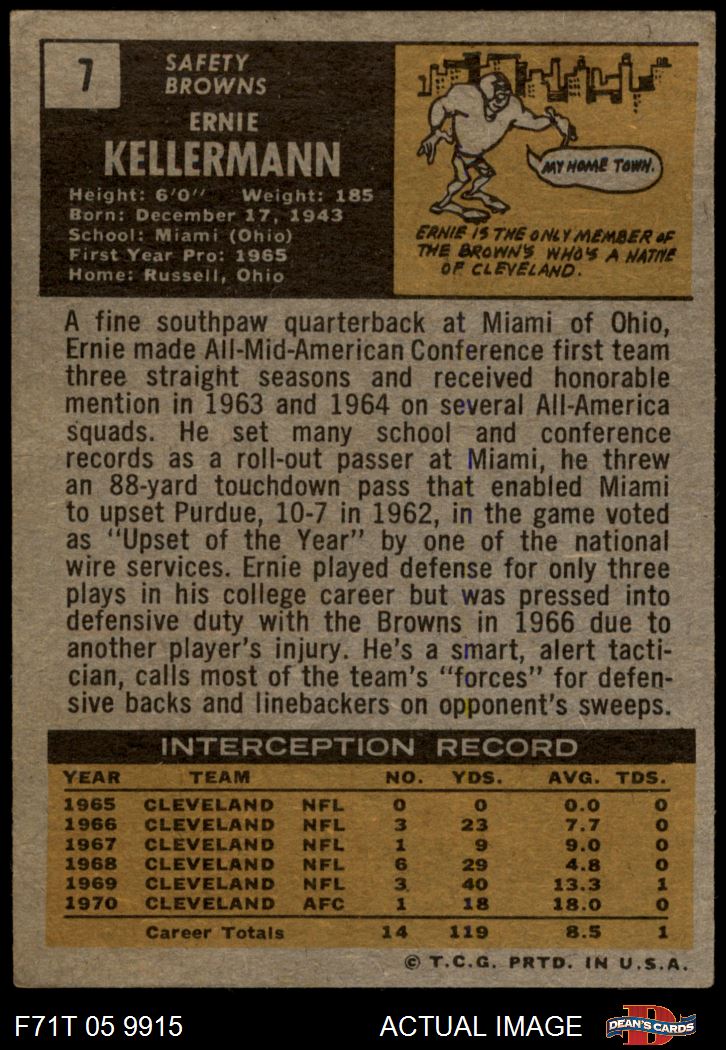 7
SAFETY
BROWNS
ERNIE
KELLERMANN
Height: 6'0" Weight: 185
Born: December 17, 1943
School: Miami (Ohio)
First Year Pro: 1965
Home: Russell, Ohio
MY HOME TOWN.
ERNIE IS THE ONLY MEMBER OF
THE BROWN'S WHO'S A NATIVE
OF CLEVELAND.
A fine southpaw quarterback at Miami of Ohio,
Ernie made All-Mid-American Conference first team
three straight seasons and received honorable
mention in 1963 and 1964 on several All-America
squads. He set many school and conference
records as a roll-out passer at Miami, he threw
an 88-yard touchdown pass that enabled Miami
to upset Purdue, 10-7 in 1962, in the game voted
as "Upset of the Year" by one of the national
wire services. Ernie played defense for only three
plays in his college career but was pressed into
defensive duty with the Browns in 1966 due to
another player's injury. He's a smart, alert tacti-
cian, calls most of the team's "forces" for defen-
sive backs and linebackers on opponent's sweeps.
INTERCEPTION RECORD
YEAR TEAM NO. YDS. AVG. TDS.
1965 CLEVELAND NFL 0 0 0.0 0
1966 CLEVELAND NFL 3 23 7.7 0
1967 CLEVELAND NFL 1 9 9.0 0
1968 CLEVELAND NFL 6 29 4.8 0
1969 CLEVELAND NFL 3 40 13.3 1
1970 CLEVELAND AFC 1 18 18.0 0
Career Totals 14 119 8.5 1
© T.C.G. PRTD. IN U.S.A.
F71T 05 9915 ACTUAL IMAGE D DEAN'S CARDS